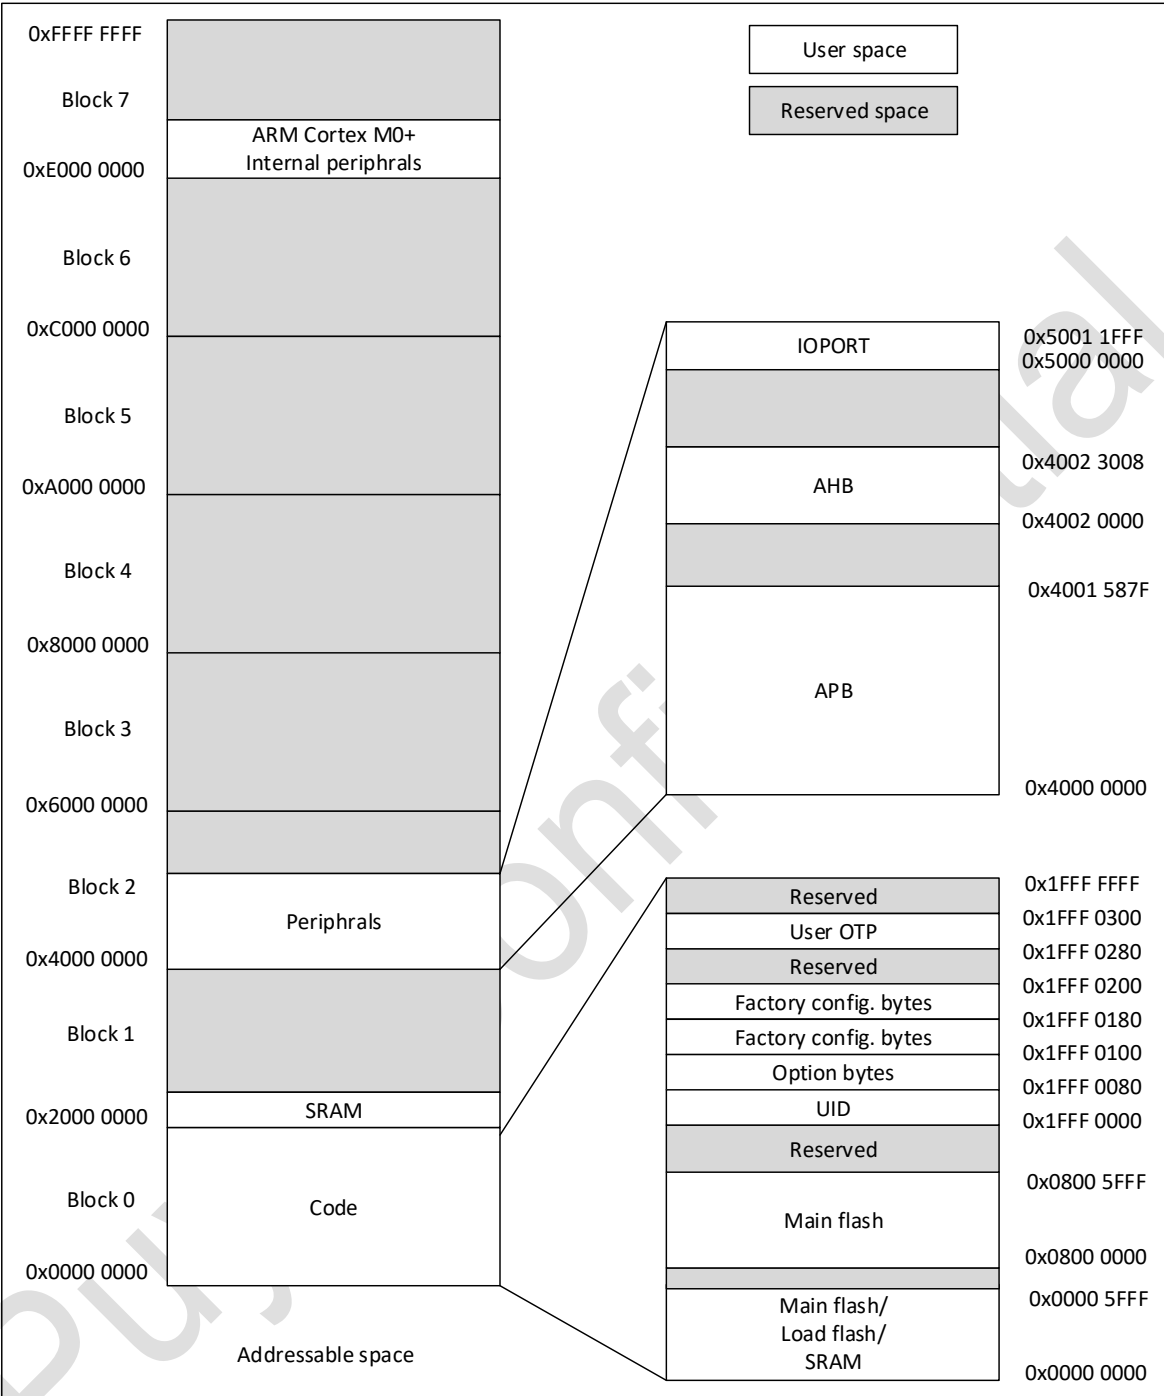 0xFFFF FFFF
Block 7
ARM Cortex M0+
Internal periphrals
0xE000 0000
Block 6
0xC000 0000
Block 5
0xA000 0000
Block 4
0x8000 0000
Block 3
0x6000 0000
Block 2
Periphrals
0x4000 0000
Block 1
SRAM
0x2000 0000
Block 0
Code
0x0000 0000
Addressable space
User space
Reserved space
IOPORT
0x5001 1FFF
0x5000 0000
AHB
0x4002 3008
0x4002 0000
0x4001 587F
APB
0x4000 0000
0x1FFF FFFF
Reserved
0x1FFF 0300
User OTP
0x1FFF 0280
Reserved
0x1FFF 0200
Factory config. bytes
0x1FFF 0180
Factory config. bytes
0x1FFF 0100
Option bytes
0x1FFF 0080
UID
0x1FFF 0000
Reserved
0x0800 5FFF
Main flash
0x0800 0000
0x0000 5FFF
Main flash/
Load flash/
SRAM
0x0000 0000